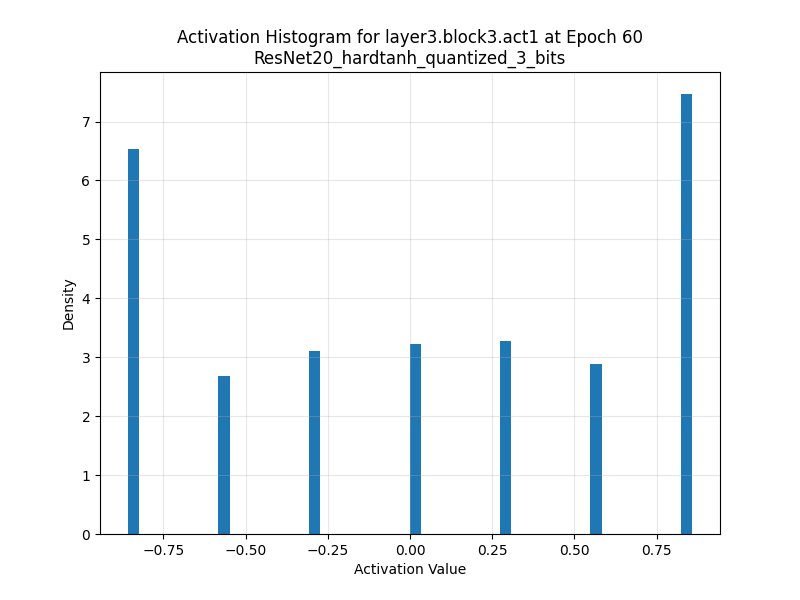 Activation Histogram for layer3.block3.act1 at Epoch 60
ResNet20_hardtanh_quantized_3_bits
Density
7
6
5
4
3
2
1
0
−0.75 −0.50 −0.25 0.00 0.25 0.50 0.75
Activation Value